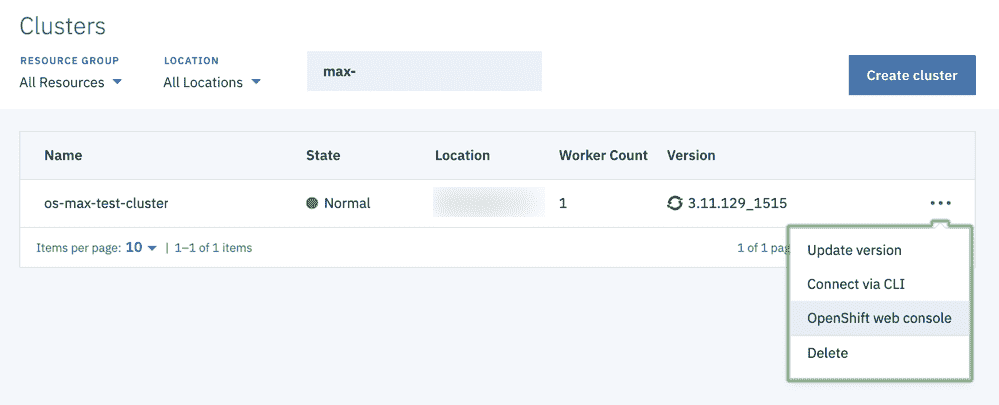 Clusters
RESOURCE GROUP LOCATION
All Resources All Locations max- Create cluster
Name State Location Worker Count Version
os-max-test-cluster Normal 1 3.11.129_1515
Items per page: 10 | 1–1 of 1 items 1 of 1
Update version
Connect via CLI
OpenShift web console
Delete